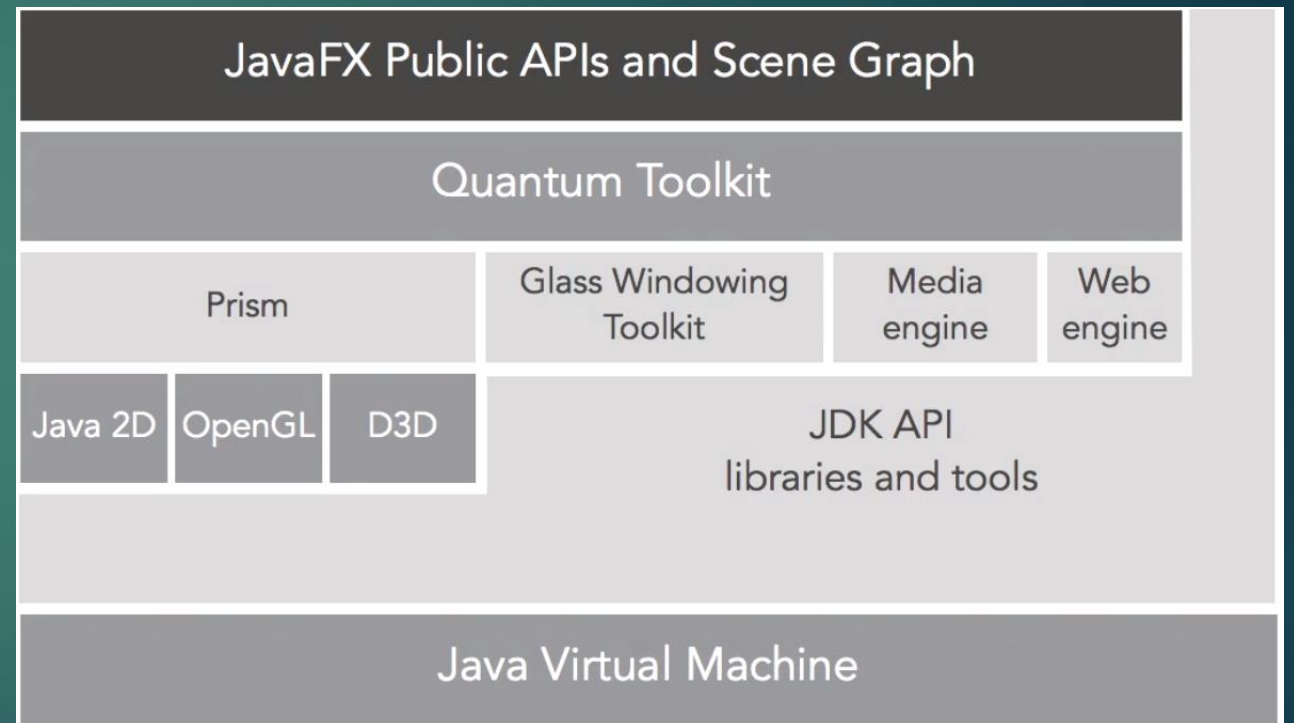 JavaFX Public APIs and Scene Graph
Quantum Toolkit
Prism
Glass Windowing
Toolkit
Media
engine
Web
engine
Java 2D
OpenGL
D3D
JDK API
libraries and tools
Java Virtual Machine